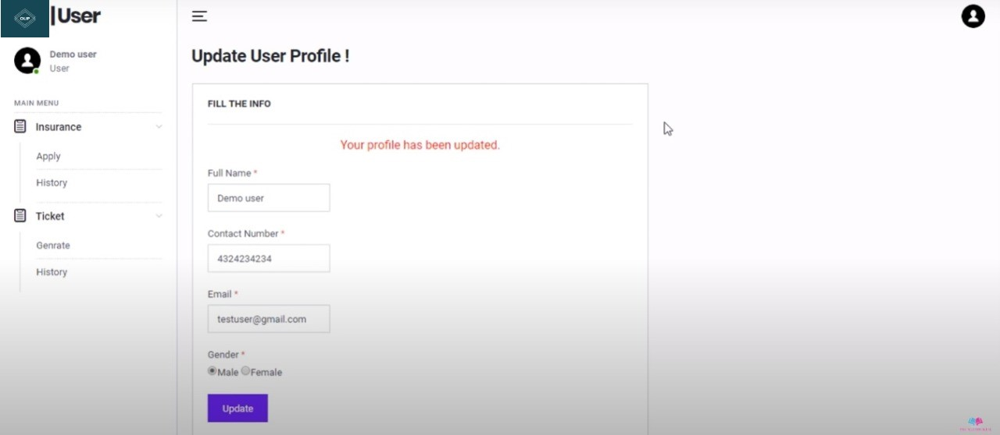 OLIP
|User
Demo user
User
MAIN MENU
Insurance
Apply
History
Ticket
Genrate
History
Update User Profile !
FILL THE INFO
Your profile has been updated.
Full Name *
Demo user
Contact Number *
4324234234
Email *
testuser@gmail.com
Gender *
Male Female
Update